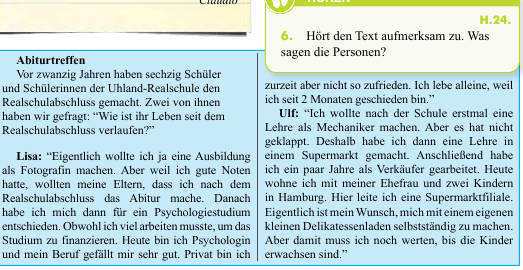 Claudio
HÖREN
H.24.
6. Hört den Text aufmerksam zu. Was
sagen die Personen?
Abiturtreffen
Vor zwanzig Jahren haben sechzig Schüler
und Schülerinnen der Uhland-Realschule den
Realschulabschluss gemacht. Zwei von ihnen
haben wir gefragt: “Wie ist ihr Leben seit dem
Realschulabschluss verlaufen?”
Lisa: “Eigentlich wollte ich ja eine Ausbildung
als Fotografin machen. Aber weil ich gute Noten
hatte, wollten meine Eltern, dass ich nach dem
Realschulabschluss das Abitur mache. Danach
habe ich mich dann für ein Psychologiestudium
entschieden. Obwohl ich viel arbeiten musste, um das
Studium zu finanzieren. Heute bin ich Psychologin
und mein Beruf gefällt mir sehr gut. Privat bin ich
zurzeit aber nicht so zufrieden. Ich lebe alleine, weil
ich seit 2 Monaten geschieden bin.”
Ulf: “Ich wollte nach der Schule erstmal eine
Lehre als Mechaniker machen. Aber es hat nicht
geklappt. Deshalb habe ich dann eine Lehre in
einem Supermarkt gemacht. Anschließend habe
ich ein paar Jahre als Verkäufer gearbeitet. Heute
wohne ich mit meiner Ehefrau und zwei Kindern
in Hamburg. Hier leite ich eine Supermarktfiliale.
Eigentlich ist mein Wunsch, mich mit einem eigenen
kleinen Delikatessenladen selbstständig zu machen.
Aber damit muss ich noch werten, bis die Kinder
erwachsen sind.”